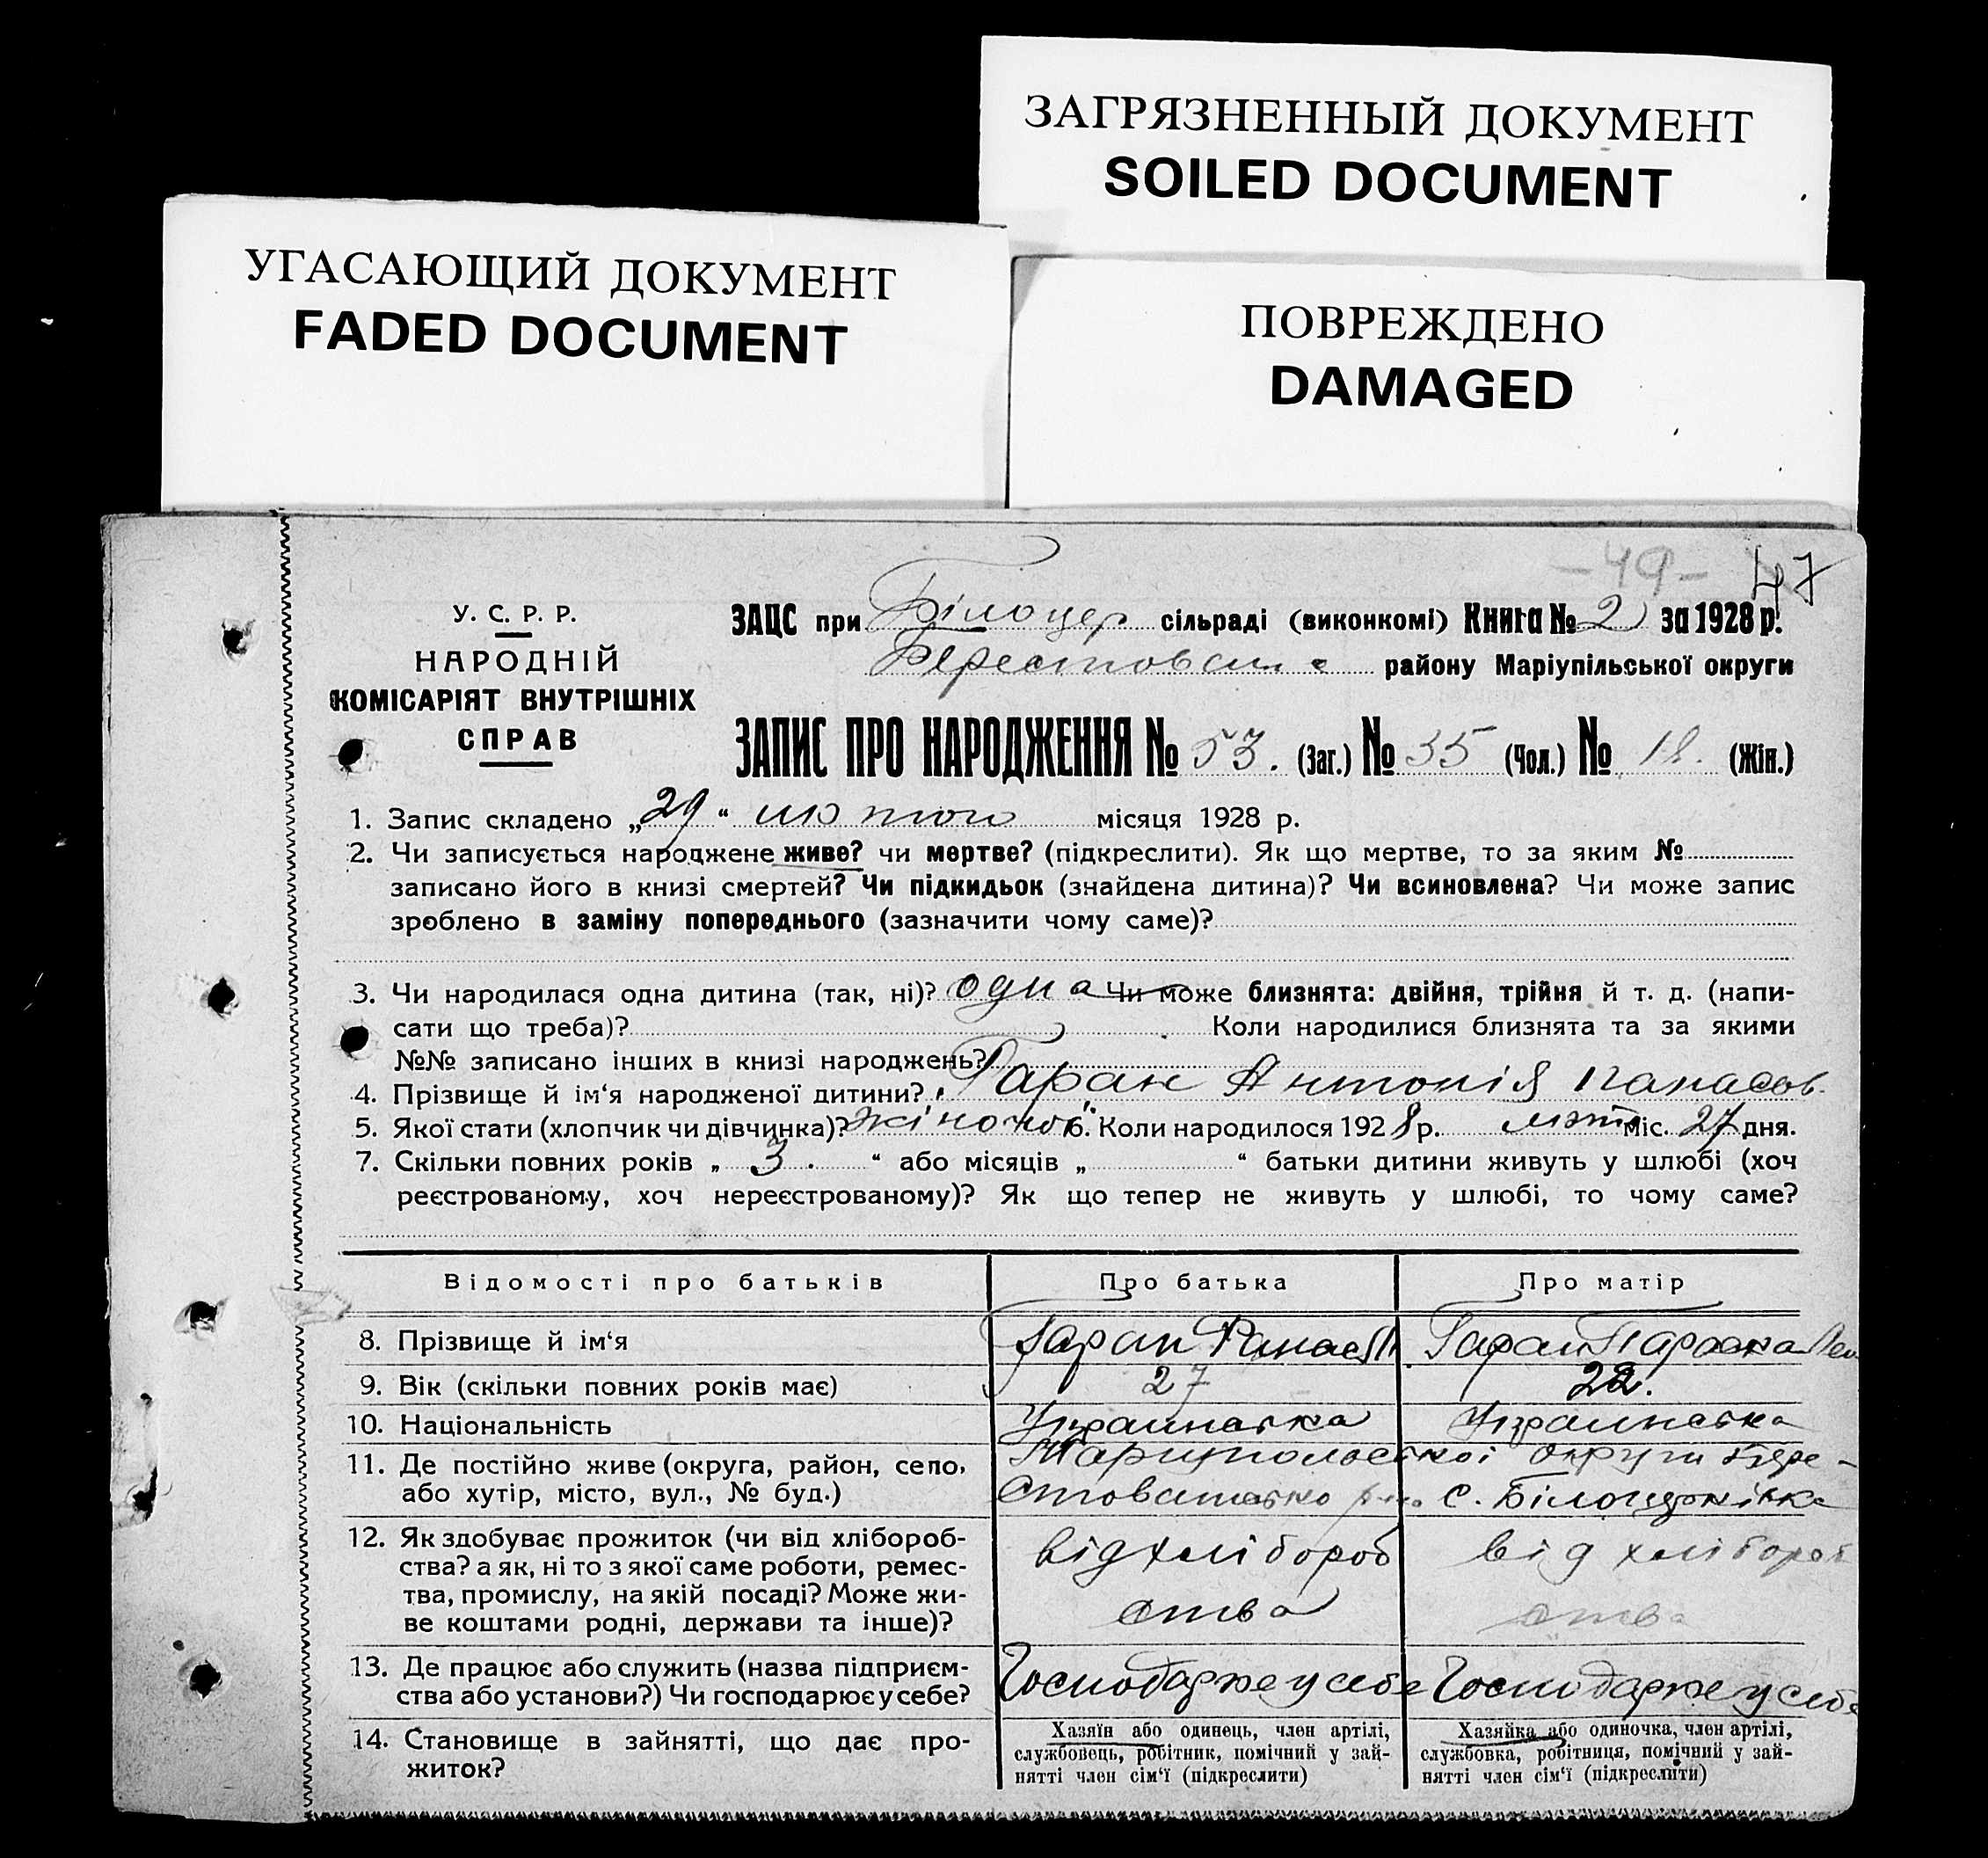 ЗАГРЯЗНЕННЫЙ ДОКУМЕНТ
SOILED DOCUMENT
УГАСАЮЩИЙ ДОКУМЕНТ
FADED DOCUMENT
ПОВРЕЖДЕНО
DAMAGED
-49- 47
У. С. Р. Р.
НАРОДНІЙ
КОМІСАРІЯТ ВНУТРІШНІХ
СПРАВ
ЗАЦС при Білоцер сільраді (виконкомі) Книга № 2 за 1928 р.
району Маріупільської округи
ЗАПИС ПРО НАРОДЖЕННЯ № 53. (Заг.) № 35 (Чол.) № 18. (Жін.)
1. Запис складено „29“ лютого місяця 1928 р.
2. Чи записується народжене живе? чи мертве? (підкреслити). Як що мертве, то за яким №
записано його в книзі смертей? Чи підкидьок (знайдена дитина)? Чи всиновлена? Чи може запис
зроблено в заміну попереднього (зазначити чому саме)?
3. Чи народилася одна дитина (так, ні)? одна Чи може близнята: двійня, трійня й т. д. (напи-
сати що треба)? Коли народилися близнята та за якими
№№ записано інших в книзі народжень?
4. Прізвище й ім‘я народженої дитини? Гаран Антонія Панасов.
5. Якої стати (хлопчик чи дівчинка)? жіночої 6. Коли народилося 1928 р. лют міс. 27 дня.
7. Скільки повних років „ 3. “ або місяців „ “ батьки дитини живуть у шлюбі (хоч
реєстрованому, хоч нереєстрованому)? Як що тепер не живуть у шлюбі, то чому саме?
Відомості про батьків Про батька Про матір
8. Прізвище й ім‘я Гаран Панас Гаран Параска
9. Вік (скільки повних років має) 27 22.
10. Національність Украинська Украинська
11. Де постійно живе (округа, район, село, Маріупольської округи Бере-
або хутір, місто, вул., № буд.) стоватсько с. Білоцерківка
12. Як здобуває прожиток (чи від хлібороб- від хлібороб від хлібороб
ства? а як, ні то з якої саме роботи, ремес-
тва, промислу, на якій посаді? Може жи- ства ства
ве коштами родні, держави та інше)?
13. Де працює або служить (назва підприєм- Господарює у себе Господарює у себе
ства або установи?) Чи господарює у себе?
14. Становище в зайнятті, що дає про-
житок?
Хазяїн або одинець, член артілі,
службовець, робітник, помічний у зай-
нятті член сім‘ї (підкреслити)
Хазяйка або одиночка, член артілі,
службовка, робітниця, помічний у зай-
нятті член сім‘ї (підкреслити)